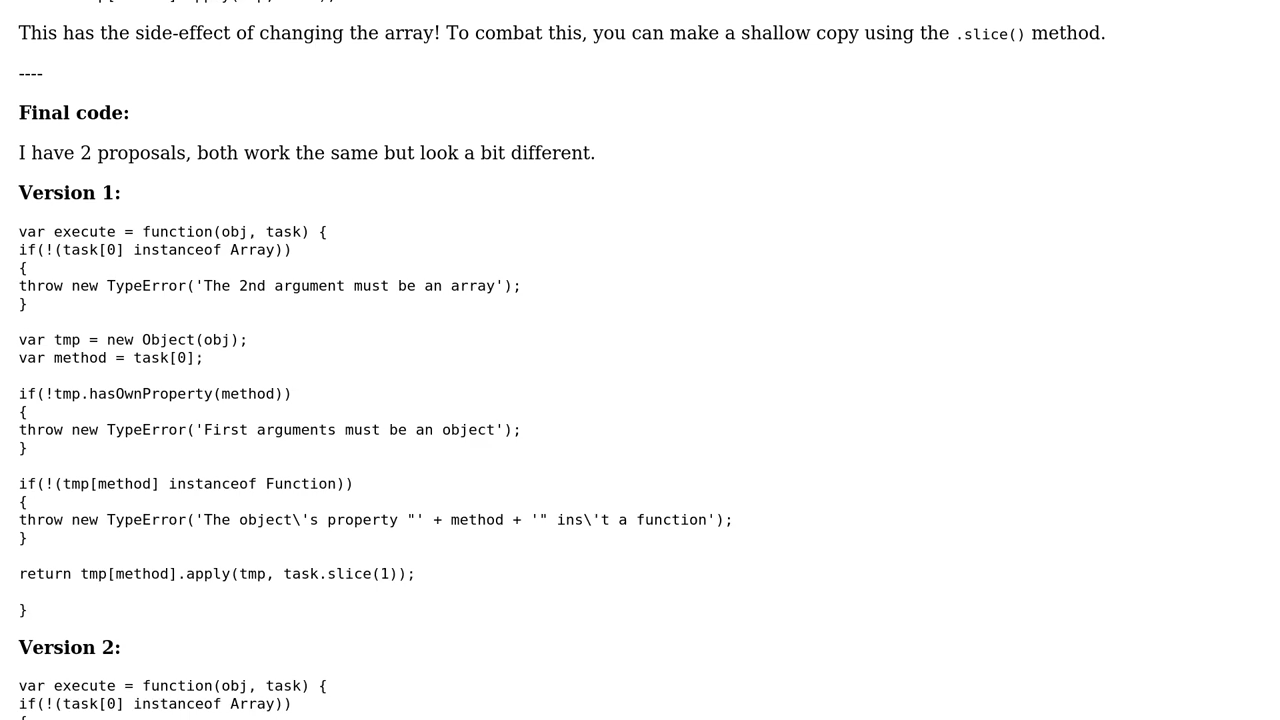 This has the side-effect of changing the array! To combat this, you can make a shallow copy using the .slice() method.
----
Final code:
I have 2 proposals, both work the same but look a bit different.
Version 1:
var execute = function(obj, task) {
if(!(task[0] instanceof Array))
{
throw new TypeError('The 2nd argument must be an array');
}
var tmp = new Object(obj);
var method = task[0];
if(!tmp.hasOwnProperty(method))
{
throw new TypeError('First arguments must be an object');
}
if(!(tmp[method] instanceof Function))
{
throw new TypeError('The object\'s property "' + method + '" ins\'t a function');
}
return tmp[method].apply(tmp, task.slice(1));
}
Version 2:
var execute = function(obj, task) {
if(!(task[0] instanceof Array))
{